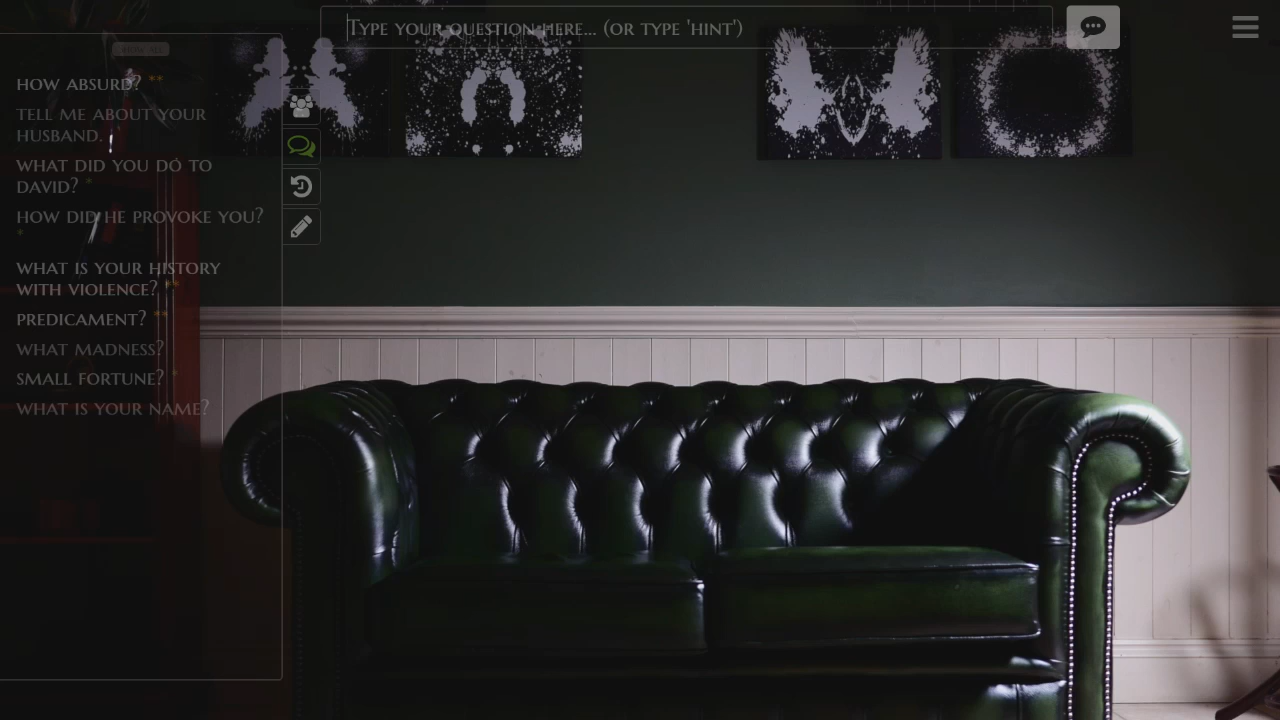 Type your question here... (or type 'hint')
show all
How absurd? **
Tell me about your
husband.
What did you do to
David? *
How did he provoke you?
*
What is your history
with violence? **
Predicament? **
What madness?
Small fortune? *
What is your name?